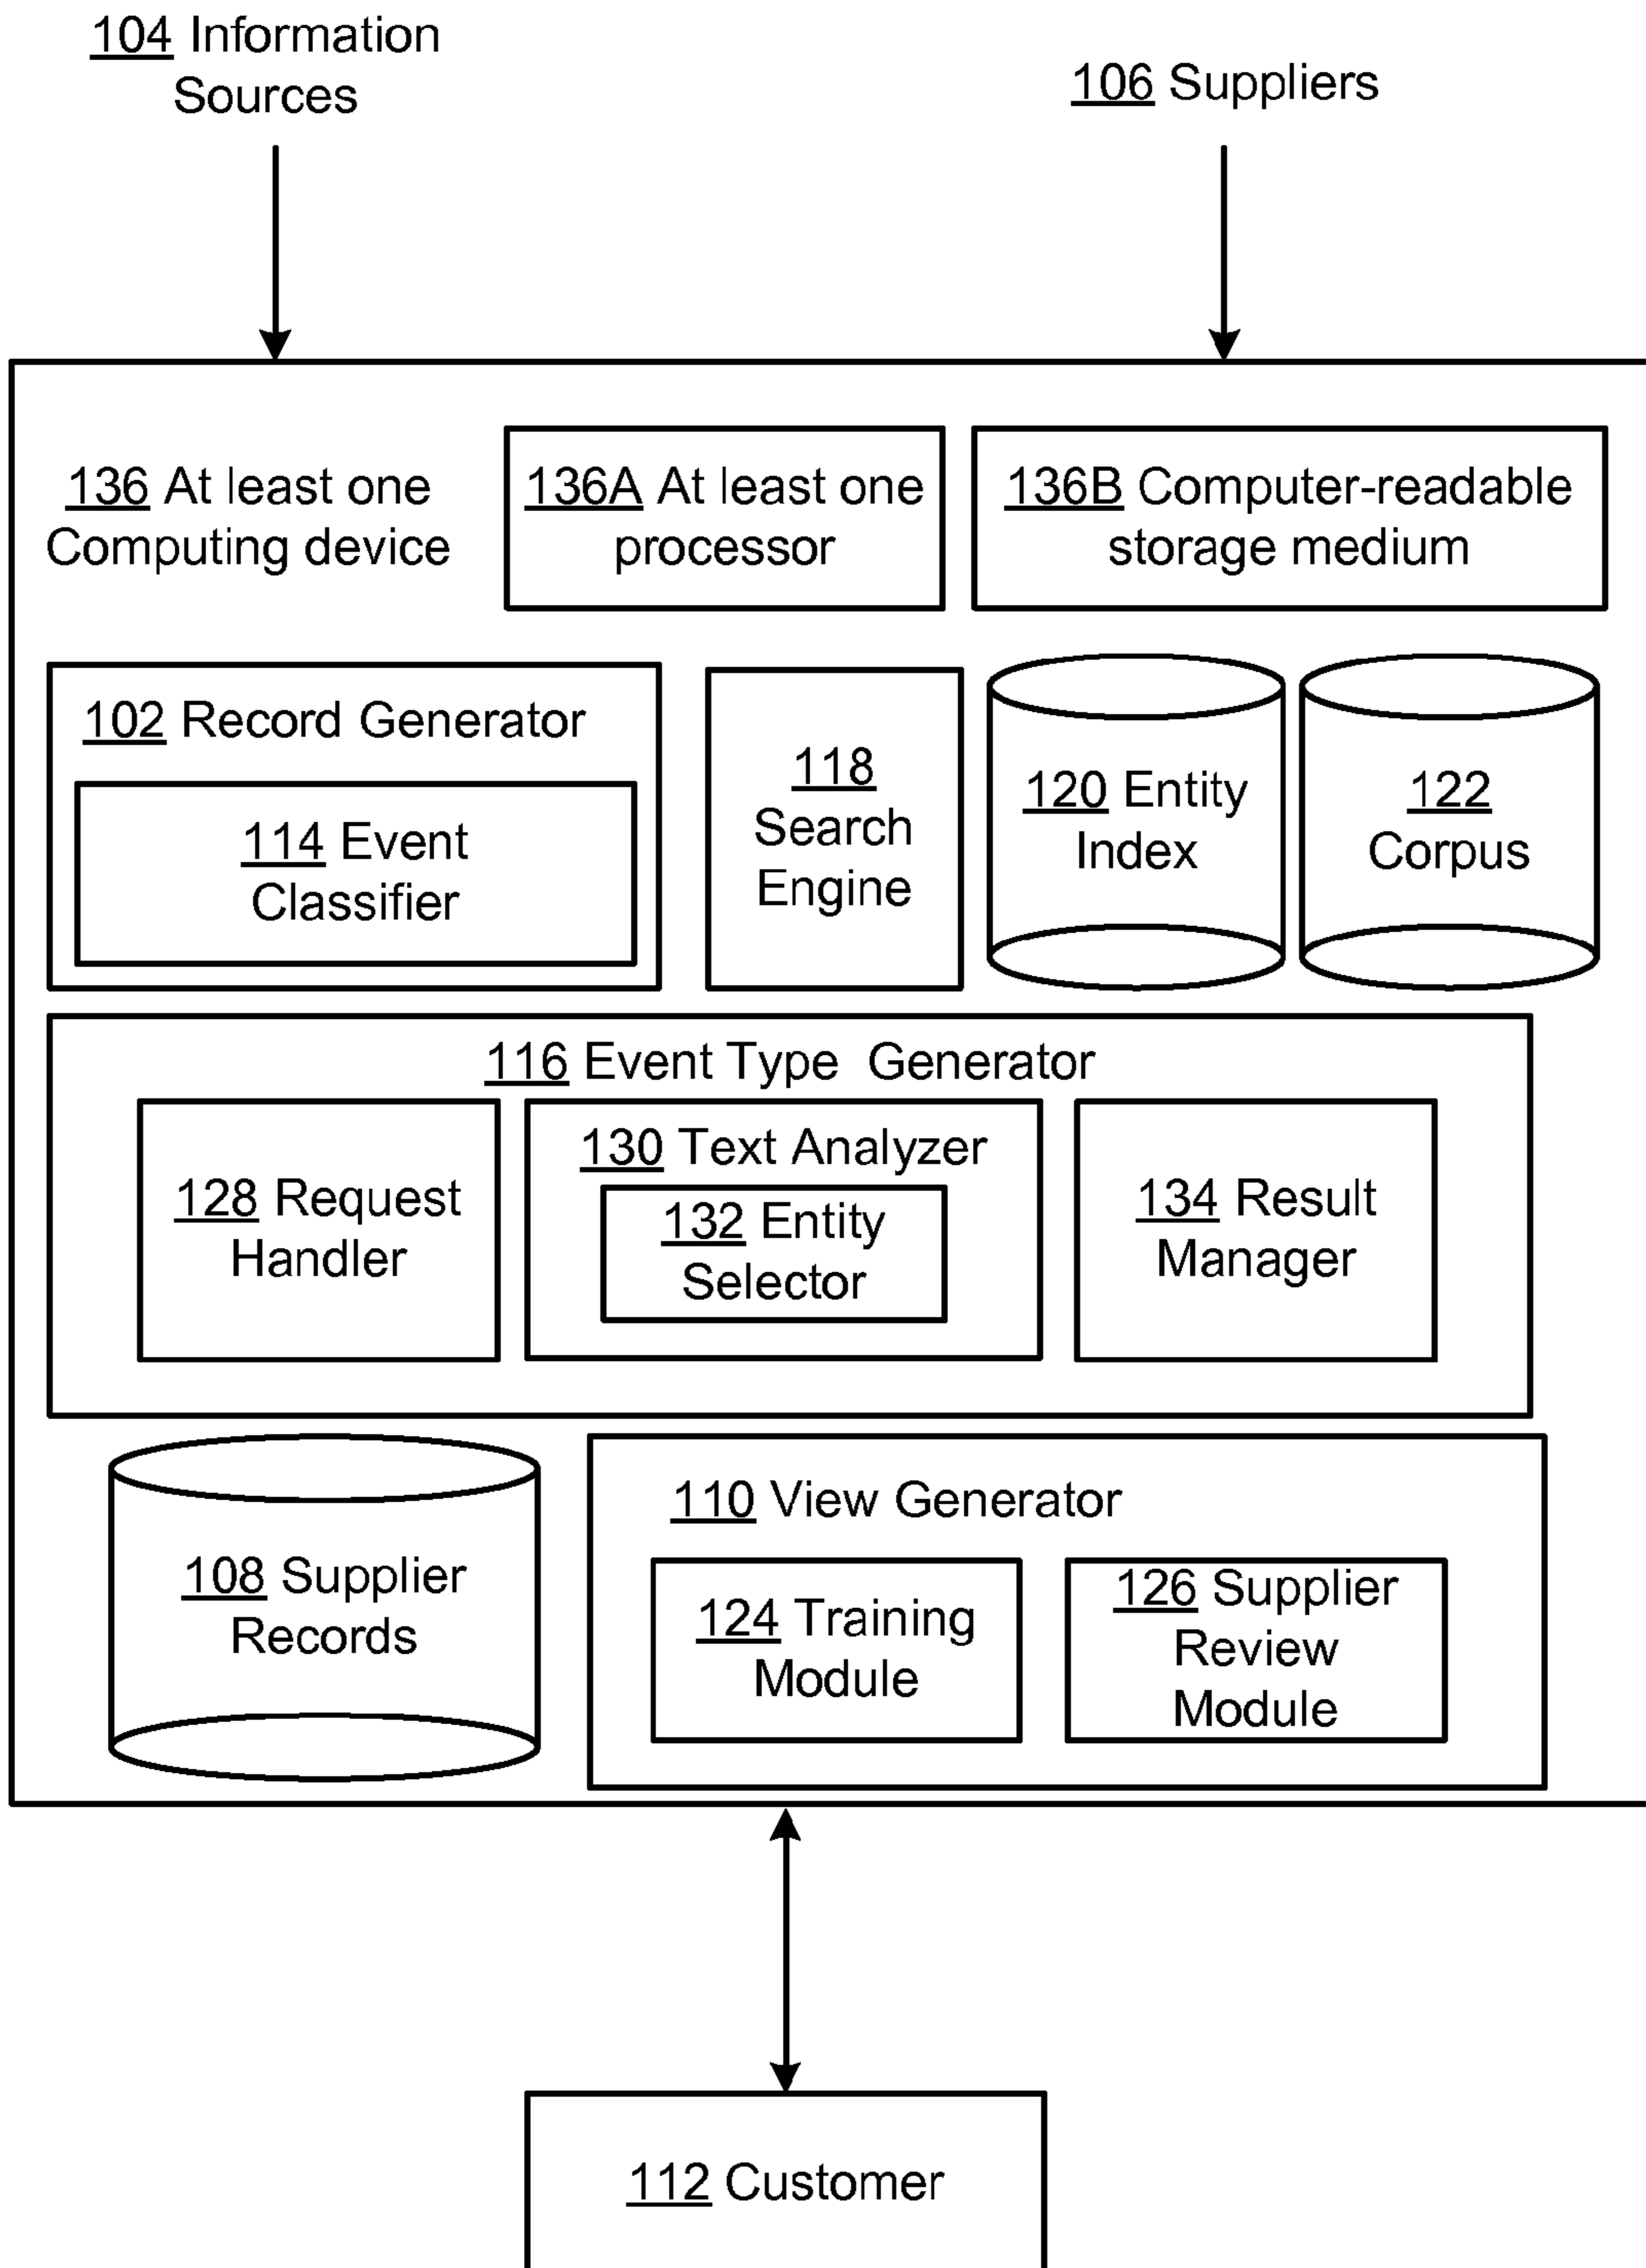 104 Information
Sources
106 Suppliers
136 At least one
Computing device
136A At least one
processor
136B Computer-readable
storage medium
102 Record Generator
114 Event
Classifier
118
Search
Engine
120 Entity
Index
122
Corpus
116 Event Type Generator
128 Request
Handler
130 Text Analyzer
132 Entity
Selector
134 Result
Manager
108 Supplier
Records
110 View Generator
124 Training
Module
126 Supplier
Review
Module
112 Customer